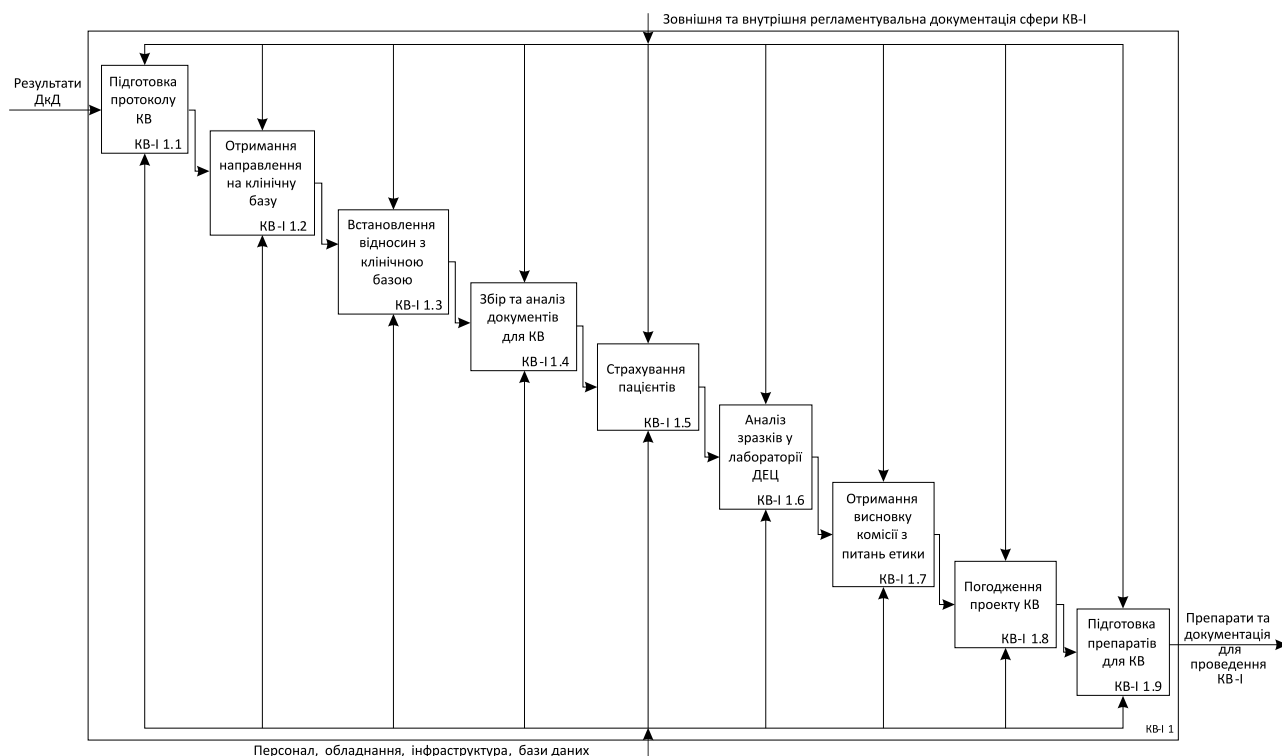 Зовнішня та внутрішня регламентувальна документація сфери КВ-І
Результати
ДкД
Підготовка
протоколу
КВ
КВ-І 1.1
Отримання
направлення
на клінічну
базу
КВ-І 1.2
Встановлення
відносин з
клінічною
базою
КВ-І 1.3
Збір та аналіз
документів
для КВ
КВ-І 1.4
Страхування
пацієнтів
КВ-І 1.5
Аналіз
зразків у
лабораторії
ДЕЦ
КВ-І 1.6
Отримання
висновку
комісії з
питань етики
КВ-І 1.7
Погодження
проекту КВ
КВ-І 1.8
Підготовка
препаратів
для КВ
КВ-І 1.9
Препарати та
документація
для
проведення
КВ-І
КВ-І 1
Персонал, обладнання, інфраструктура, бази даних